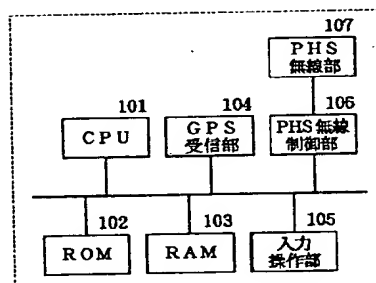 107
PHS
無線部
101
104
106
CPU
GPS
受信部
PHS無線
制御部
102
103
105
ROM
RAM
入力
操作部